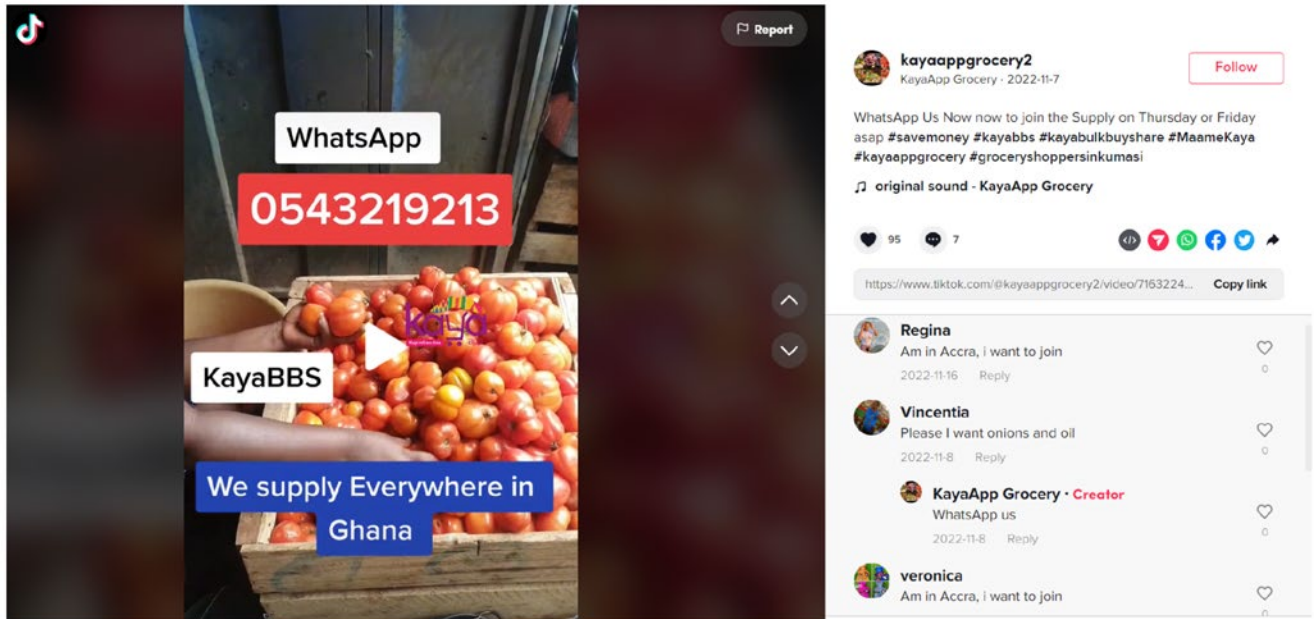 Report
WhatsApp
0543219213
kaya
KayaBBS
We supply Everywhere in
Ghana
kayaappgrocery2
KayaApp Grocery · 2022-11-7
Follow
WhatsApp Us Now now to join the Supply on Thursday or Friday
asap #savemoney #kayabbs #kayabulkbuyshare #MaameKaya
#kayaappgrocery #groceryshoppersinkumasi
original sound - KayaApp Grocery
95
7
https://www.tiktok.com/@kayaappgrocery2/video/7163224...
Copy link
Regina
Am in Accra, i want to join
2022-11-16 Reply
0
Vincentia
Please I want onions and oil
2022-11-8 Reply
0
KayaApp Grocery · Creator
WhatsApp us
2022-11-8 Reply
0
veronica
Am in Accra, i want to join
0